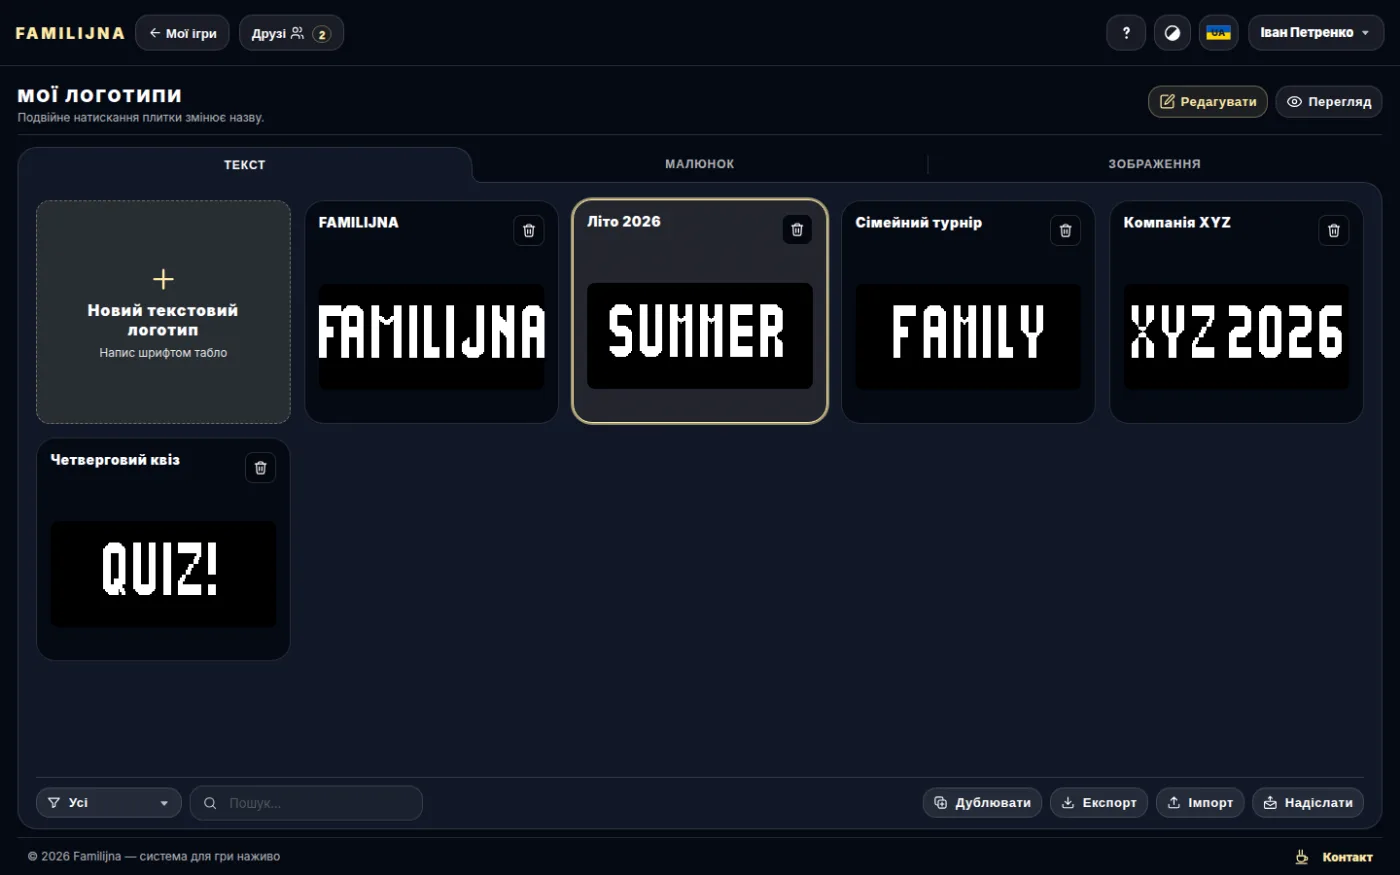 FAMILIJNA
Мої ігри
Друзі 2
?
UA
Іван Петренко
МОЇ ЛОГОТИПИ
Подвійне натискання плитки змінює назву.
Редагувати
Перегляд
ТЕКСТ
МАЛЮНОК
ЗОБРАЖЕННЯ
Новий текстовий
логотип
Напис шрифтом табло
FAMILIJNA
FAMILIJNA
Літо 2026
SUMMER
Сімейний турнір
FAMILY
Компанія XYZ
XYZ 2026
Четверговий квіз
QUIZ!
Усі
Пошук...
Дублювати
Експорт
Імпорт
Надіслати
© 2026 Familijna — система для гри наживо
Контакт